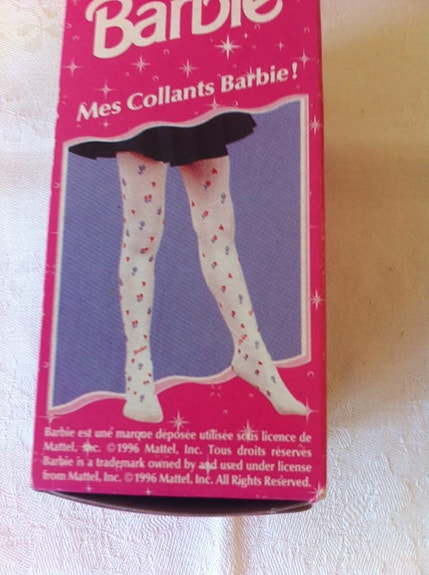 Barbie
Mes Collants Barbie!
Barbie est une marque déposée utilisée sous licence de
Mattel, Inc. ©1996 Mattel, Inc. Tous droits réservés
Barbie is a trademark owned by and used under license
from Mattel, Inc. ©1996 Mattel, Inc. All Rights Reserved.